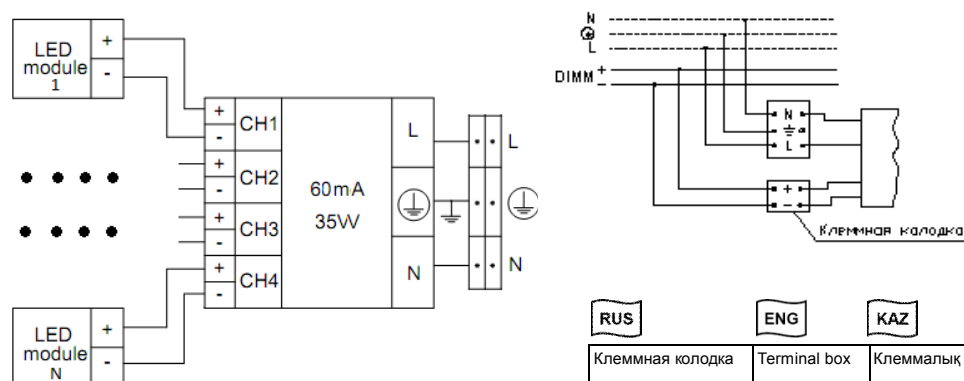 LED
module
1
+
-
+
-
CH1
+
-
CH2
+
-
CH3
+
-
CH4
60mA
35W
L
N
L
N
LED
module
N
+
-
N
L
DIMM +
-
N
L
+
-
Клеммная калодка
RUS
ENG
KAZ
Клеммная колодка
Terminal box
Клеммалық